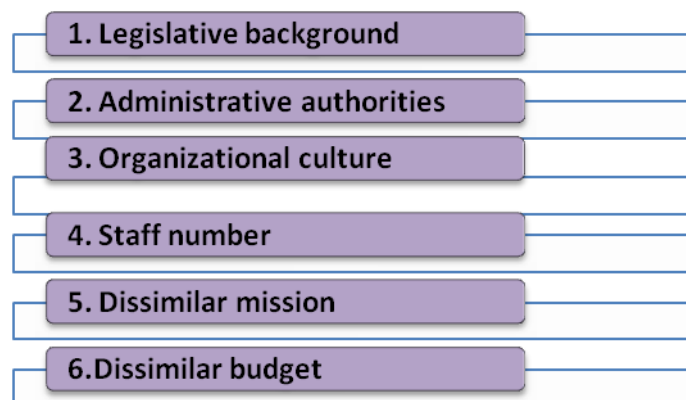 1. Legislative background
2. Administrative authorities
3. Organizational culture
4. Staff number
5. Dissimilar mission
6.Dissimilar budget